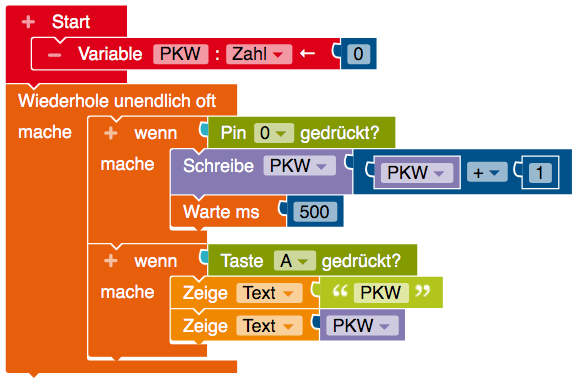 + Start
− Variable PKW : Zahl ← 0
Wiederhole unendlich oft
mache + wenn Pin 0 gedrückt?
mache Schreibe PKW PKW + 1
Warte ms 500
+ wenn Taste A gedrückt?
mache Zeige Text “ PKW ”
Zeige Text PKW